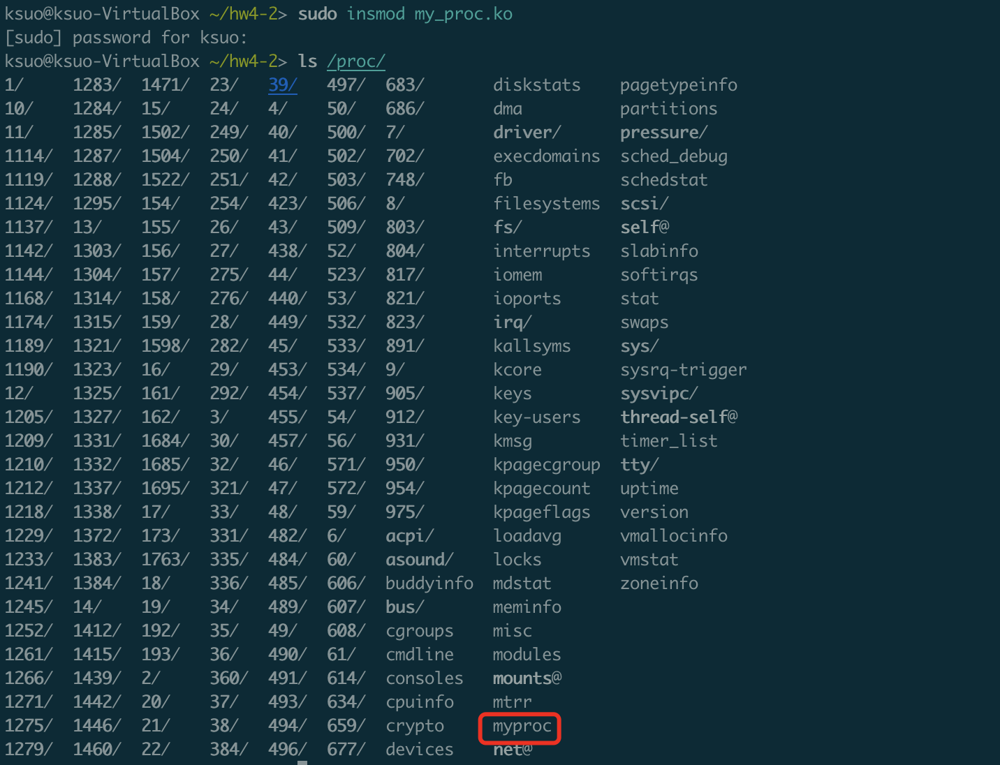 ksuo@ksuo-VirtualBox ~/hw4-2> sudo insmod my_proc.ko
[sudo] password for ksuo:
ksuo@ksuo-VirtualBox ~/hw4-2> ls /proc/
1/ 1283/ 1471/ 23/ 39/ 497/ 683/ diskstats pagetypeinfo
10/ 1284/ 15/ 24/ 4/ 50/ 686/ dma partitions
11/ 1285/ 1502/ 249/ 40/ 500/ 7/ driver/ pressure/
1114/ 1287/ 1504/ 250/ 41/ 502/ 702/ execdomains sched_debug
1119/ 1288/ 1522/ 251/ 42/ 503/ 748/ fb schedstat
1124/ 1295/ 154/ 254/ 423/ 506/ 8/ filesystems scsi/
1137/ 13/ 155/ 26/ 43/ 509/ 803/ fs/ self@
1142/ 1303/ 156/ 27/ 438/ 52/ 804/ interrupts slabinfo
1144/ 1304/ 157/ 275/ 44/ 523/ 817/ iomem softirqs
1168/ 1314/ 158/ 276/ 440/ 53/ 821/ ioports stat
1174/ 1315/ 159/ 28/ 449/ 532/ 823/ irq/ swaps
1189/ 1321/ 1598/ 282/ 45/ 533/ 891/ kallsyms sys/
1190/ 1323/ 16/ 29/ 453/ 534/ 9/ kcore sysrq-trigger
12/ 1325/ 161/ 292/ 454/ 537/ 905/ keys sysvipc/
1205/ 1327/ 162/ 3/ 455/ 54/ 912/ key-users thread-self@
1209/ 1331/ 1684/ 30/ 457/ 56/ 931/ kmsg timer_list
1210/ 1332/ 1685/ 32/ 46/ 571/ 950/ kpagecgroup tty/
1212/ 1337/ 1695/ 321/ 47/ 572/ 954/ kpagecount uptime
1218/ 1338/ 17/ 33/ 48/ 59/ 975/ kpageflags version
1229/ 1372/ 173/ 331/ 482/ 6/ acpi/ loadavg vmallocinfo
1233/ 1383/ 1763/ 335/ 484/ 60/ asound/ locks vmstat
1241/ 1384/ 18/ 336/ 485/ 606/ buddyinfo mdstat zoneinfo
1245/ 14/ 19/ 34/ 489/ 607/ bus/ meminfo
1252/ 1412/ 192/ 35/ 49/ 608/ cgroups misc
1261/ 1415/ 193/ 36/ 490/ 61/ cmdline modules
1266/ 1439/ 2/ 360/ 491/ 614/ consoles mounts@
1271/ 1442/ 20/ 37/ 493/ 634/ cpuinfo mtrr
1275/ 1446/ 21/ 38/ 494/ 659/ crypto myproc
1279/ 1460/ 22/ 384/ 496/ 677/ devices net@